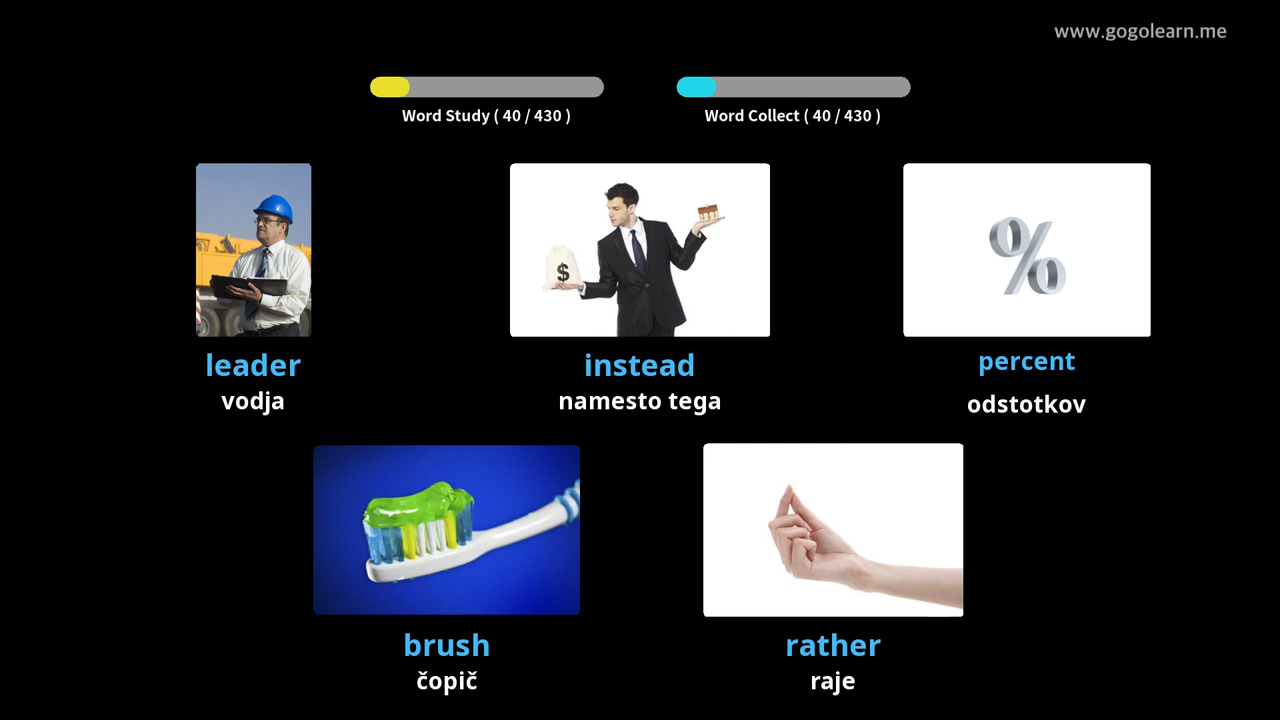 www.gogolearn.me
Word Study ( 40 / 430 )
Word Collect ( 40 / 430 )
$
%
leader
vodja
instead
namesto tega
percent
odstotkov
brush
čopič
rather
raje